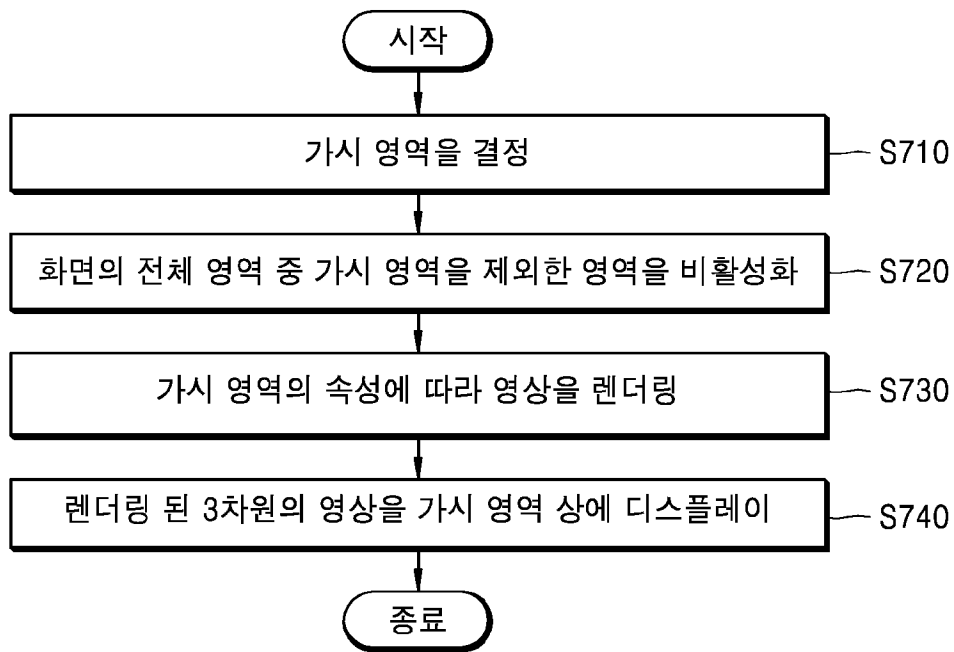 시작
가시 영역을 결정
S710
화면의 전체 영역 중 가시 영역을 제외한 영역을 비활성화
S720
가시 영역의 속성에 따라 영상을 렌더링
S730
렌더링 된 3차원의 영상을 가시 영역 상에 디스플레이
S740
종료